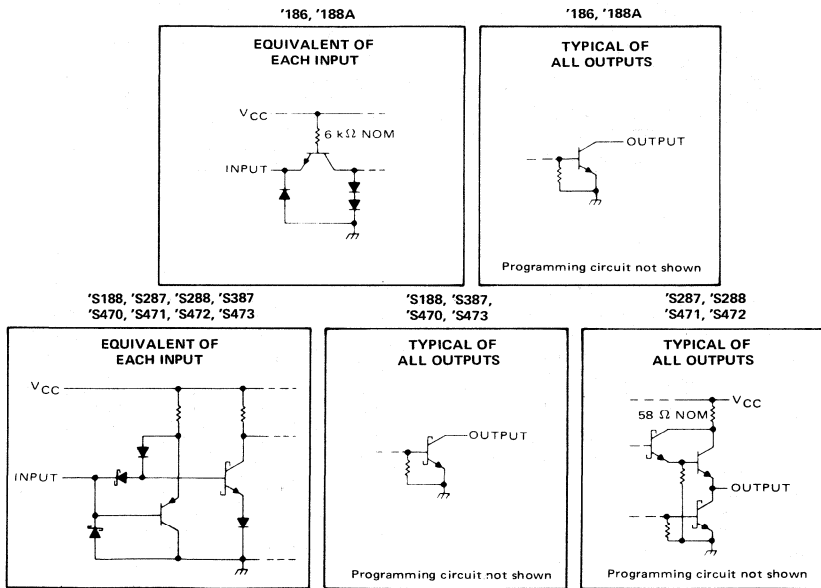 '186, '188A
EQUIVALENT OF
EACH INPUT
VCC
6 kΩ NOM
INPUT
'186, '188A
TYPICAL OF
ALL OUTPUTS
OUTPUT
Programming circuit not shown
'S188, 'S287, 'S288, 'S387
'S470, 'S471, 'S472, 'S473
EQUIVALENT OF
EACH INPUT
VCC
INPUT
'S188, 'S387,
'S470, 'S473
TYPICAL OF
ALL OUTPUTS
OUTPUT
Programming circuit not shown
'S287, 'S288
'S471, 'S472
TYPICAL OF
ALL OUTPUTS
VCC
58 Ω NOM
OUTPUT
Programming circuit not shown